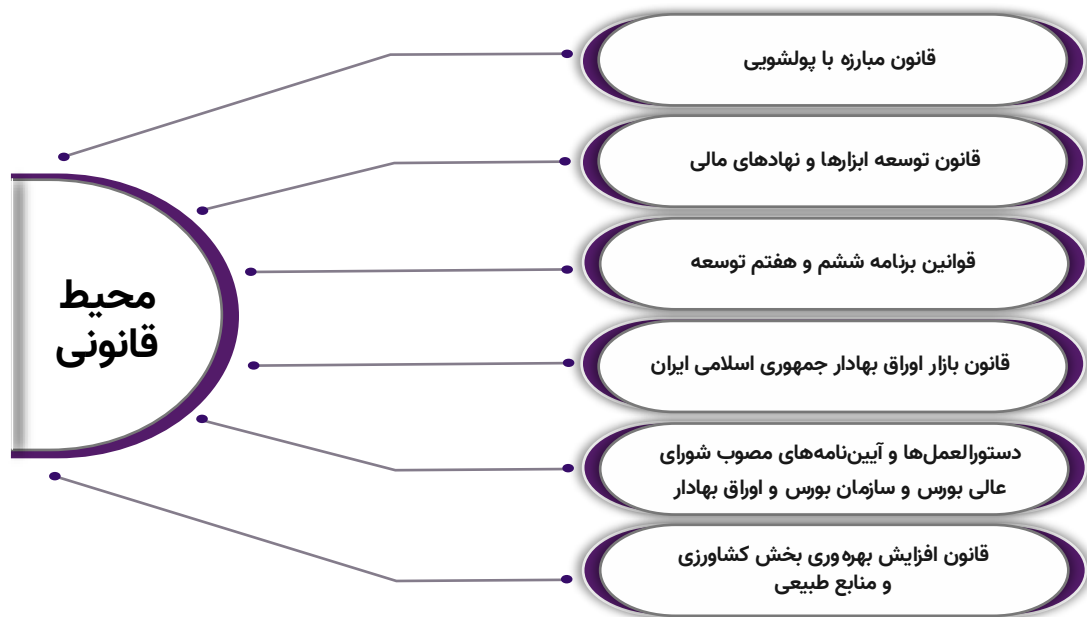 محیط
قانونی
قانون مبارزه با پولشویی
قانون توسعه ابزارها و نهادهای مالی
قوانین برنامه ششم و هفتم توسعه
قانون بازار اوراق بهادار جمهوری اسلامی ایران
دستورالعمل‌ها و آیین‌نامه‌های مصوب شورای
عالی بورس و سازمان بورس و اوراق بهادار
قانون افزایش بهره‌وری بخش کشاورزی
و منابع طبیعی